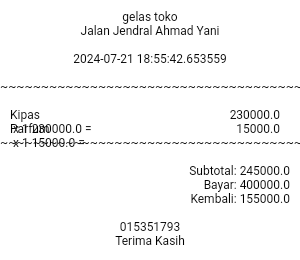 gelas toko
Jalan Jendral Ahmad Yani
2024-07-21 18:55:42.653559
~~~~~~~~~~~~~~~~~~~~~~~~~~~~~~~~~~~~~~
Kipas 230000.0
x 1 230000.0 =
Parfum 15000.0
~~~~~~~~~~~~~~~~~~~~~~~~~~~~~~~~~~~~~~
x 1 15000.0 =
Subtotal: 245000.0
Bayar: 400000.0
Kembali: 155000.0
015351793
Terima Kasih